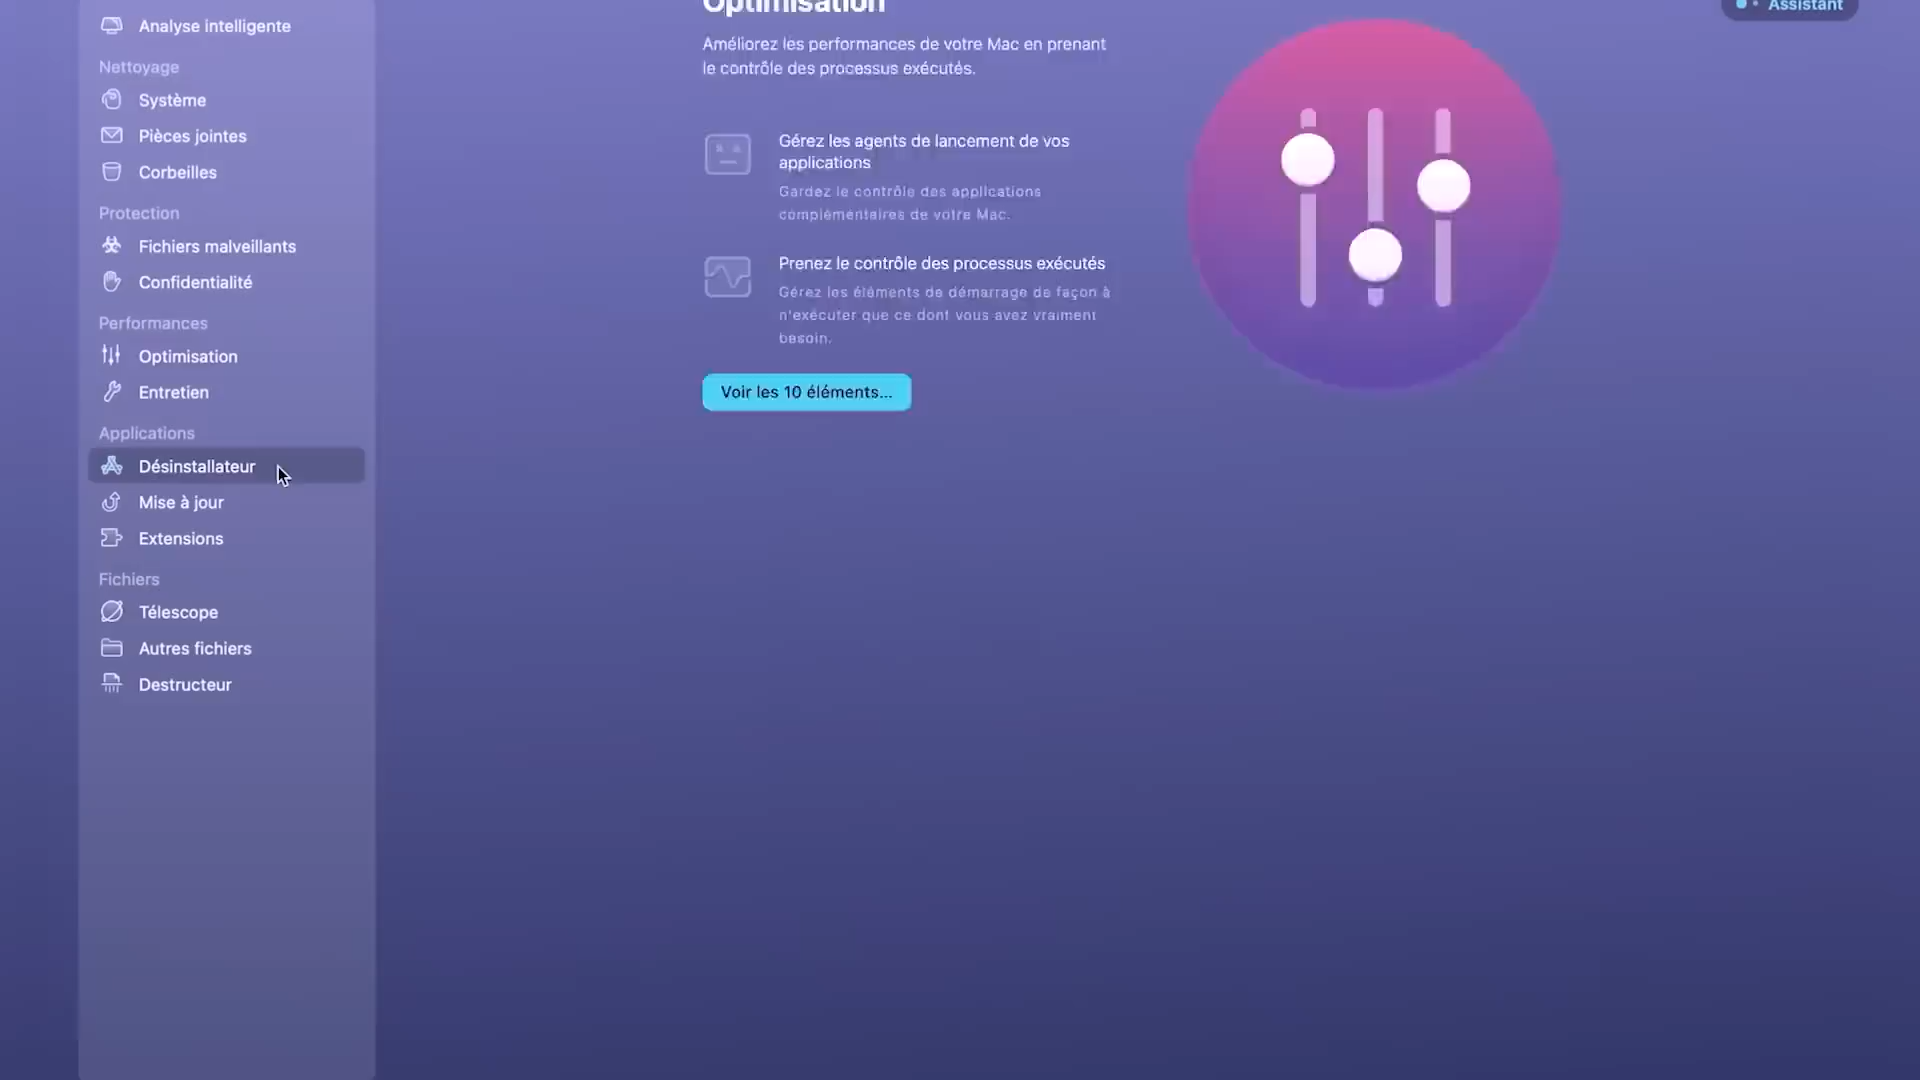 Analyse intelligente
Nettoyage
Système
Pièces jointes
Corbeilles
Protection
Fichiers malveillants
Confidentialité
Performances
Optimisation
Entretien
Applications
Désinstallateur
Mise à jour
Extensions
Fichiers
Télescope
Autres fichiers
Destructeur
Optimisation
Améliorez les performances de votre Mac en prenant
le contrôle des processus exécutés.
Gérez les agents de lancement de vos
applications
Gardez le contrôle des applications
complémentaires de votre Mac.
Prenez le contrôle des processus exécutés
Gérez les éléments de démarrage de façon à
n'exécuter que ce dont vous avez vraiment
besoin.
Voir les 10 éléments...
Assistant